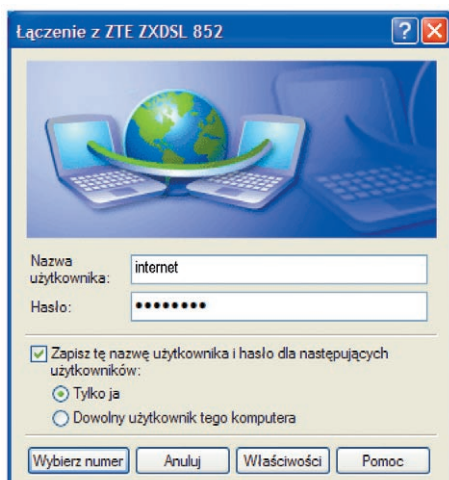 Łączenie z ZTE ZXDSL 852
Nazwa
użytkownika:
internet
Hasło:
••••••••
Zapisz tę nazwę użytkownika i hasło dla następujących
użytkowników:
Tylko ja
Dowolny użytkownik tego komputera
Wybierz numer Anuluj Właściwości Pomoc